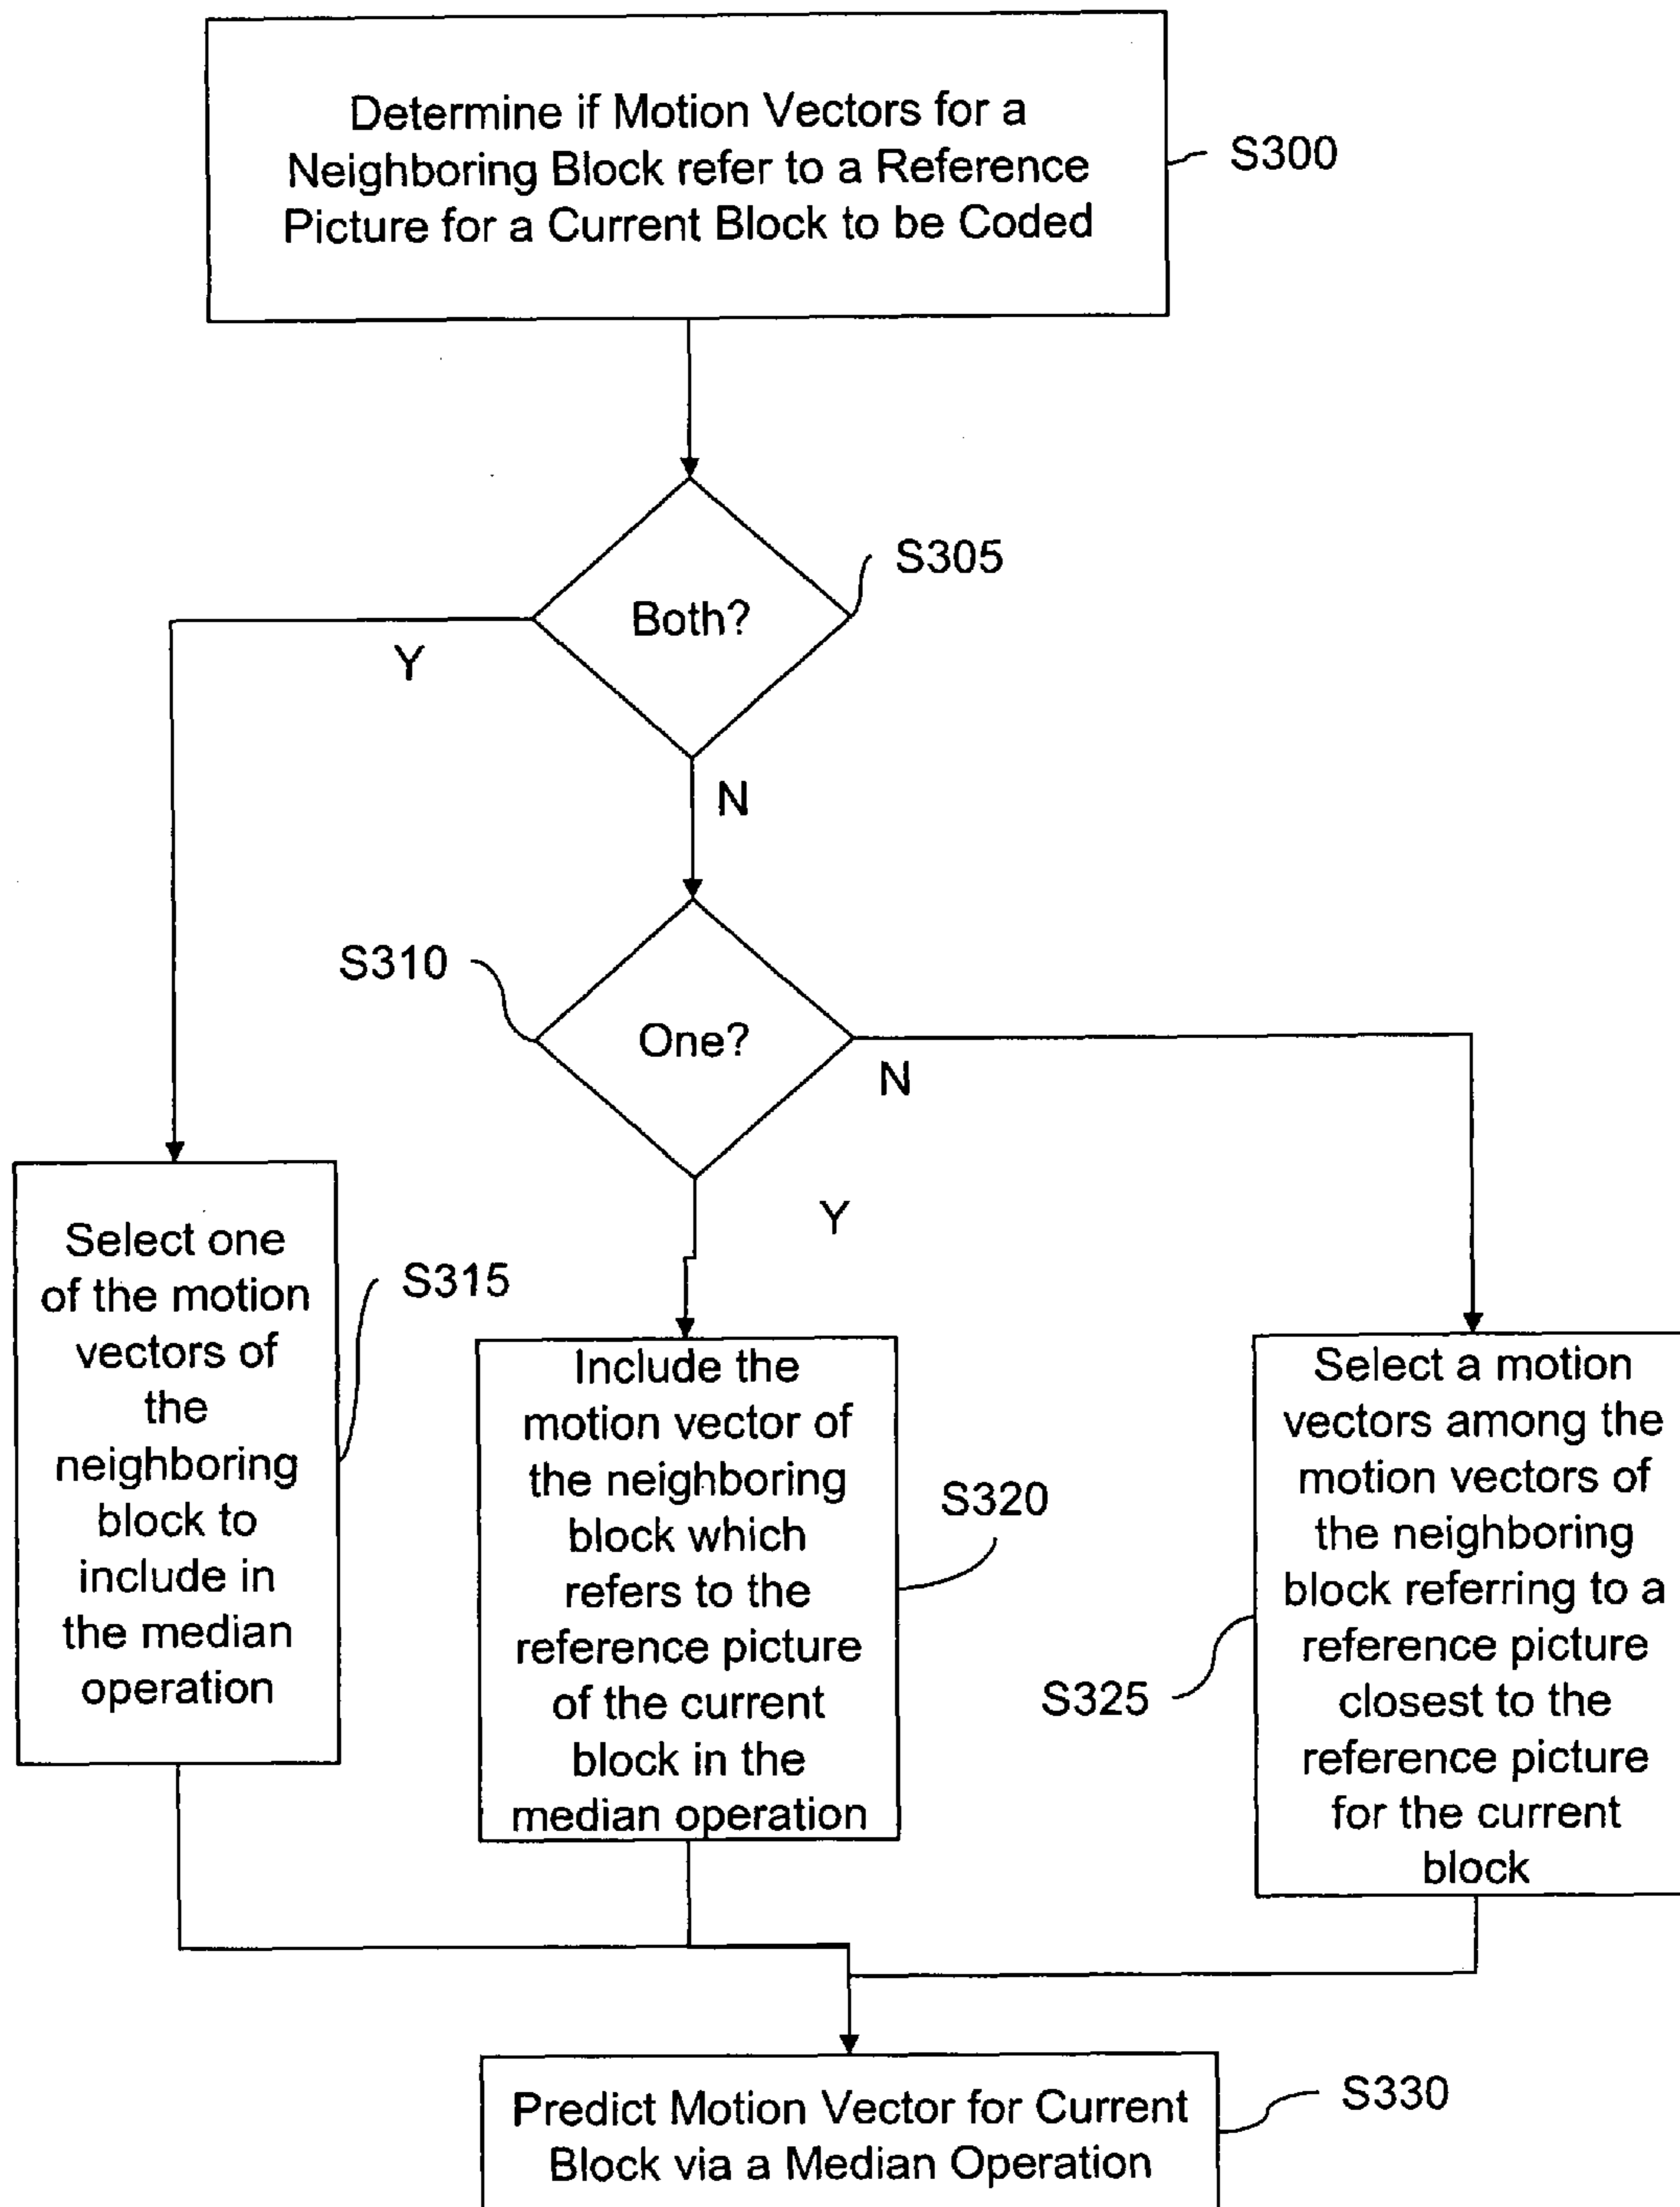 Determine if Motion Vectors for a
Neighboring Block refer to a Reference
Picture for a Current Block to be Coded
S300
S305
Both?
Y
N
S310
One?
N
Y
Select one
of the motion
vectors of
the
neighboring
block to
include in
the median
operation
S315
Include the
motion vector of
the neighboring
block which
refers to the
reference picture
of the current
block in the
median operation
S320
Select a motion
vectors among the
motion vectors of
the neighboring
block referring to a
reference picture
closest to the
reference picture
for the current
block
S325
Predict Motion Vector for Current
Block via a Median Operation
S330